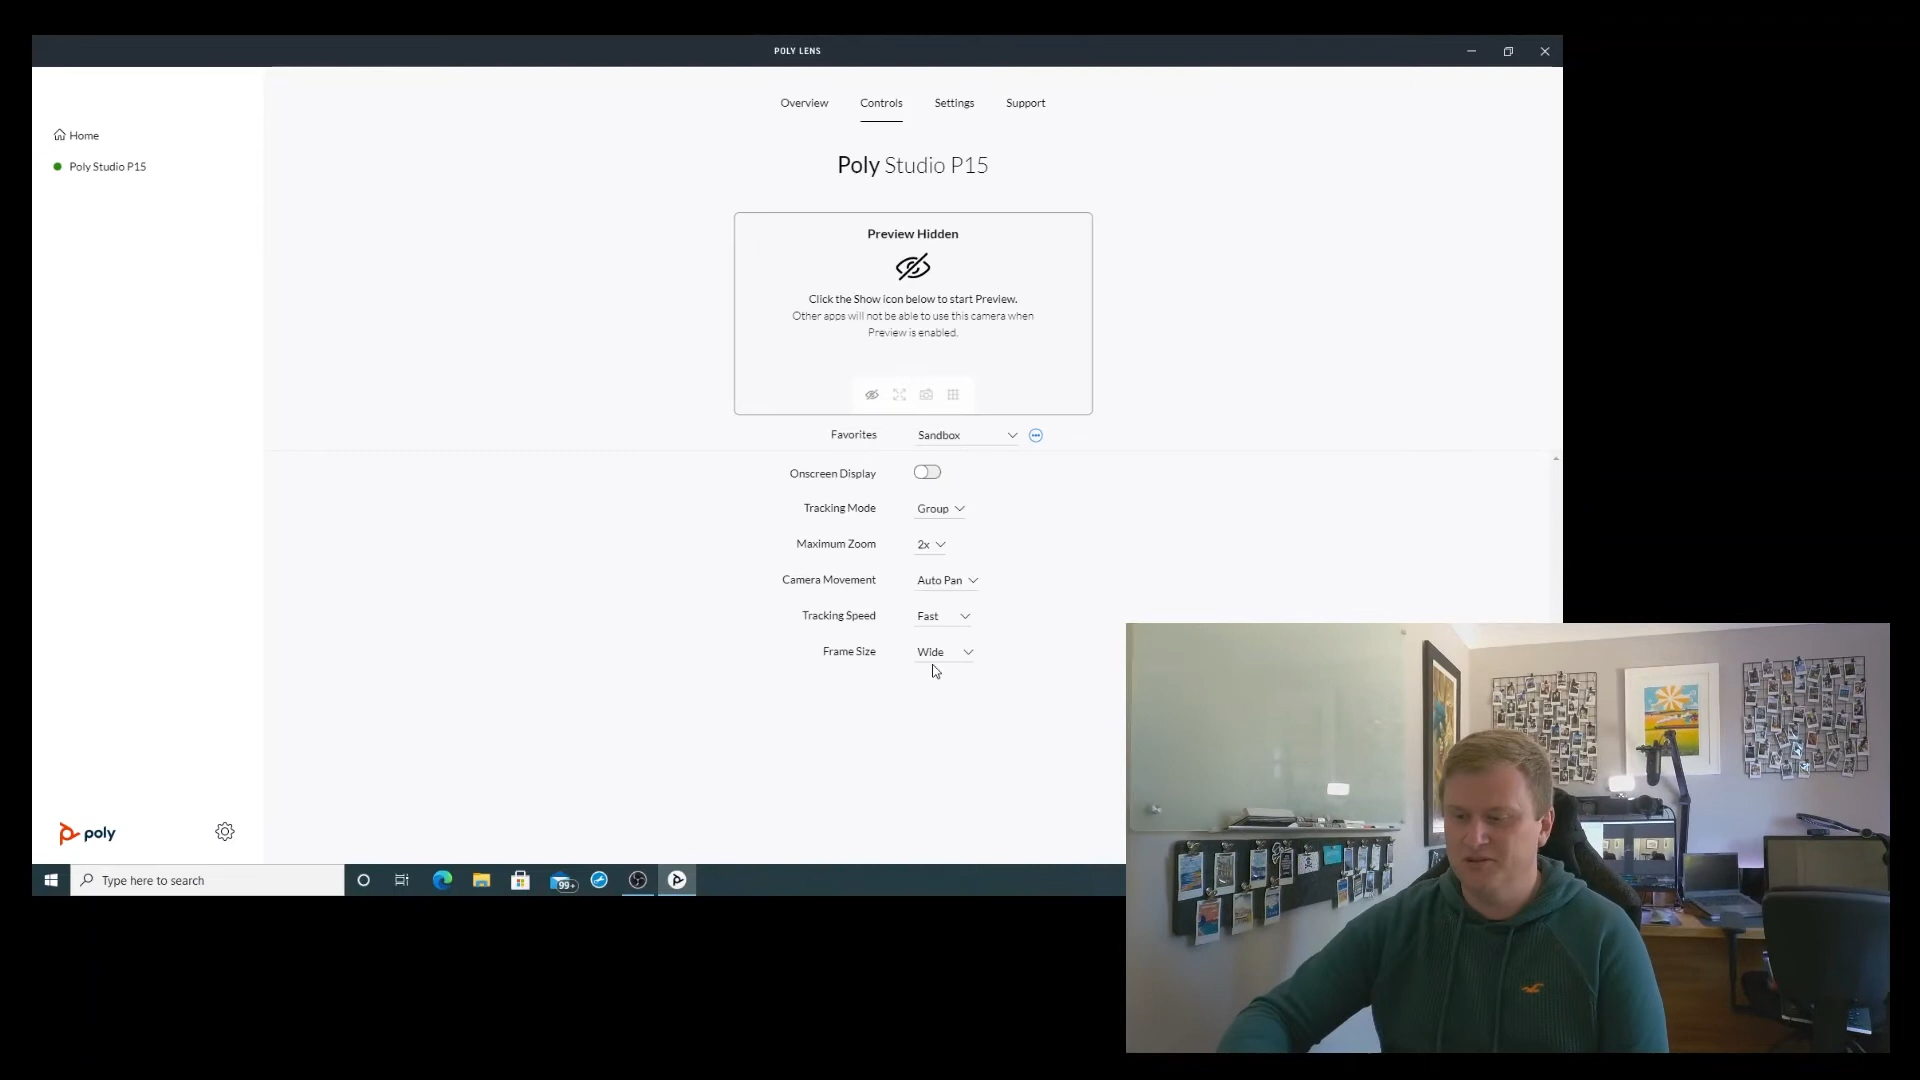 POLY LENS
Overview Controls Settings Support
Home
Poly Studio P15
Poly Studio P15
Preview Hidden
Click the Show icon below to start Preview.
Other apps will not be able to use this camera when
Preview is enabled.
Favorites Sandbox
Onscreen Display
Tracking Mode Group
Maximum Zoom 2x
Camera Movement Auto Pan
Tracking Speed Fast
Frame Size Wide
poly
Type here to search
99+